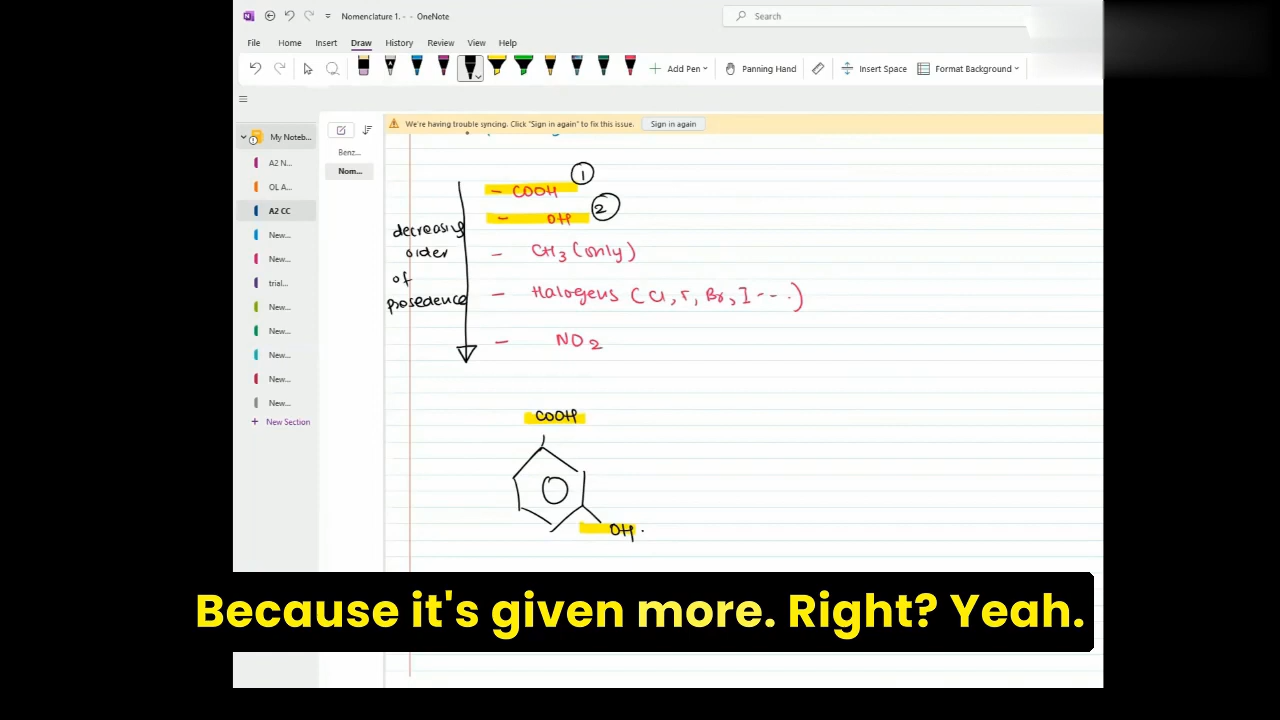 Nomenclature 1. - - OneNote
Search
File Home Insert Draw History Review View Help
Add Pen Panning Hand Insert Space Format Background
We're having trouble syncing. Click "Sign in again" to fix this issue. Sign in again
My Noteb...
A2 N...
OL A...
A2 CC
New...
New...
trial...
New...
New...
New...
New...
New...
New Section
Benz...
Nom...
- COOH 1
- OH 2
- CH3 (only)
- Halogens (Cl, F, Br, I ---.)
- NO2
decreasing
order
of
presedence
COOH
OH
Because it's given more. Right? Yeah.